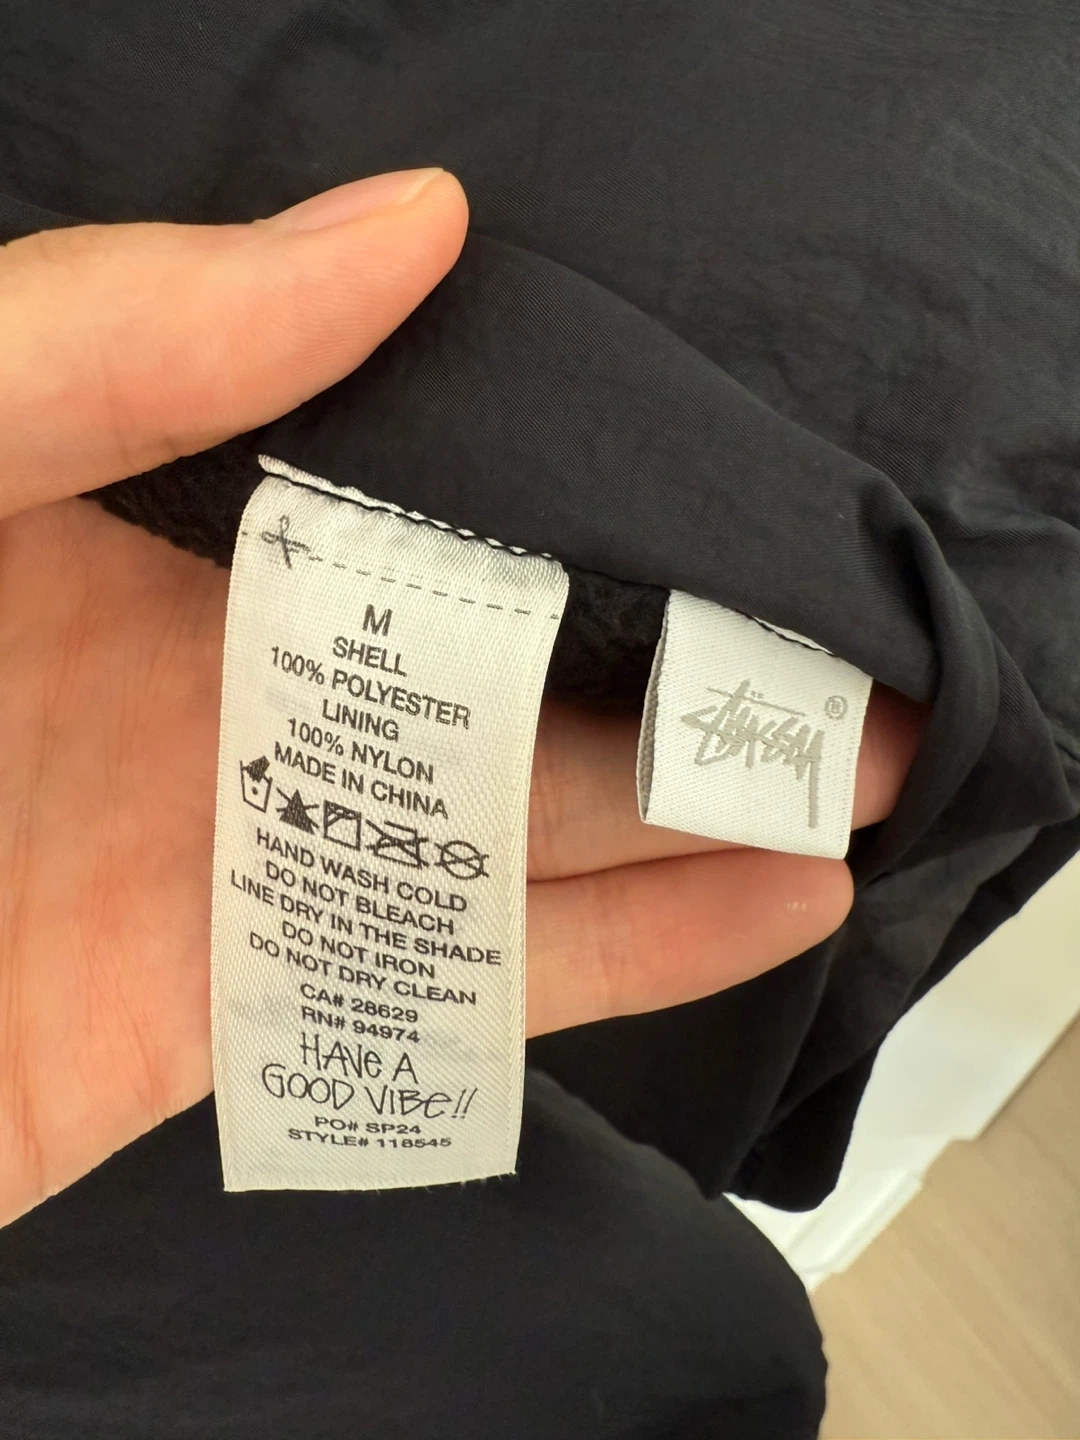 M
SHELL
100% POLYESTER
LINING
100% NYLON
MADE IN CHINA
HAND WASH COLD
DO NOT BLEACH
LINE DRY IN THE SHADE
DO NOT IRON
DO NOT DRY CLEAN
CA# 28629
RN# 94974
HAVE A
GOOD VIBE!!
PO# SP24
STYLE# 118545
STÜSSY ®